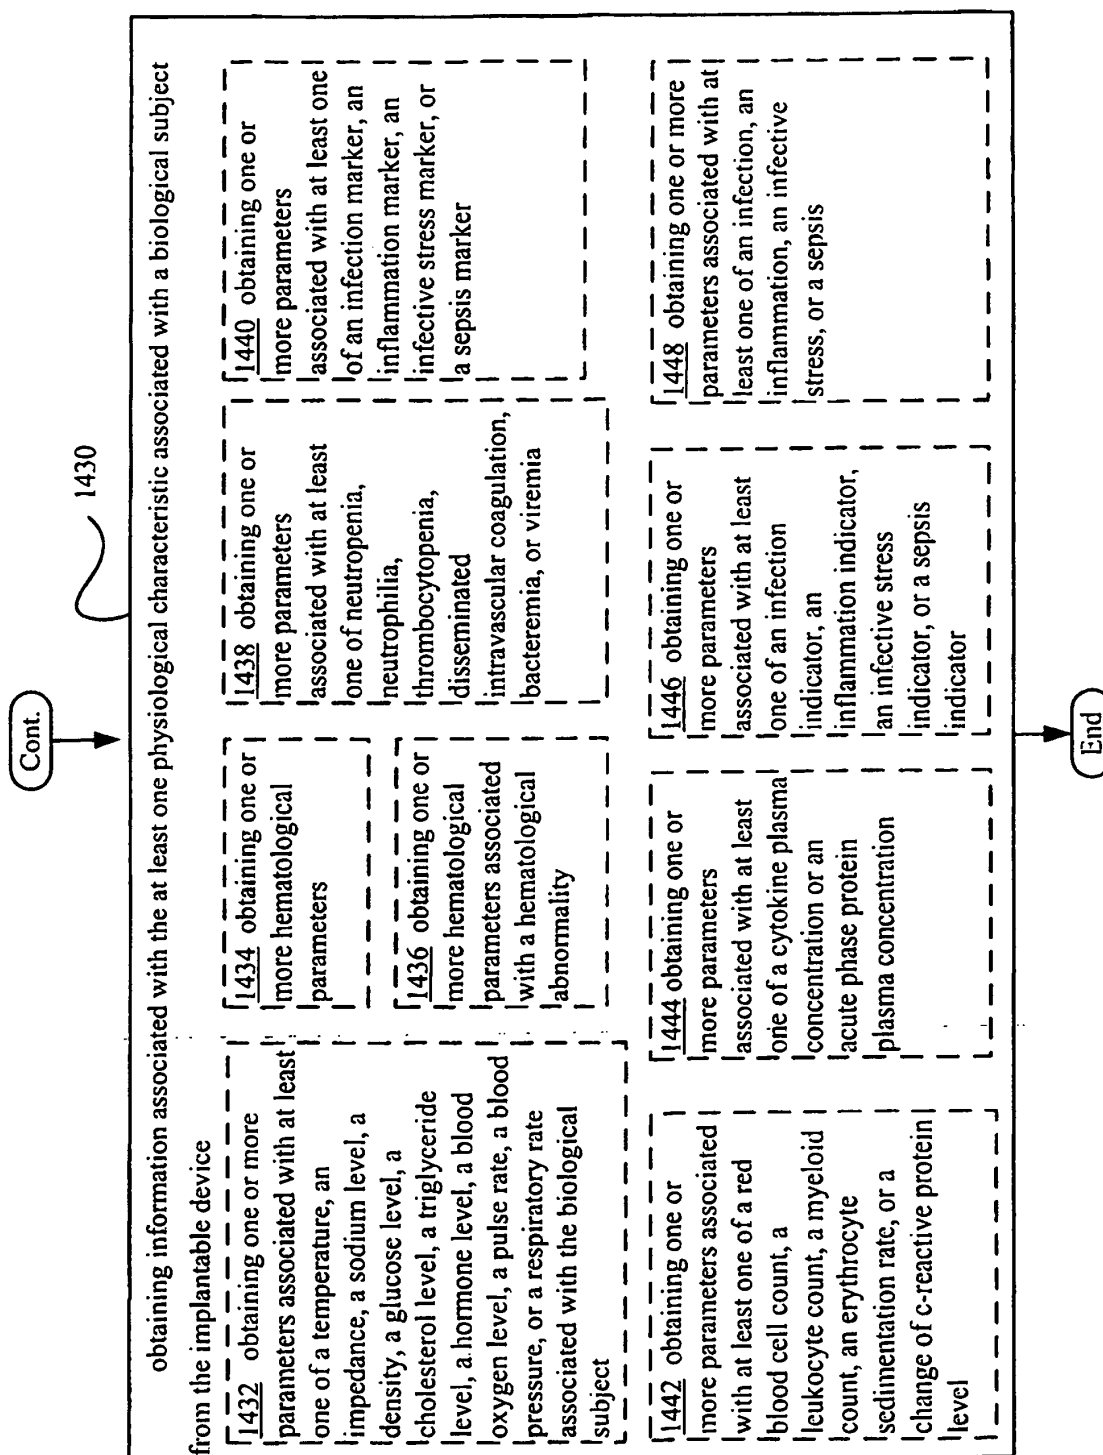 Cont.
1430
obtaining information associated with the at least one physiological characteristic associated with a biological subject
from the implantable device
1432 obtaining one or more
parameters associated with at least
one of a temperature, an
impedance, a sodium level, a
density, a glucose level, a
cholesterol level, a triglyceride
level, a hormone level, a blood
oxygen level, a pulse rate, a blood
pressure, or a respiratory rate
associated with the biological
subject
1434 obtaining one or
more hematological
parameters
1436 obtaining one or
more hematological
parameters associated
with a hematological
abnormality
1438 obtaining one or
more parameters
associated with at least
one of neutropenia,
neutrophilia,
thrombocytopenia,
disseminated
intravascular coagulation,
bacteremia, or viremia
1440 obtaining one or
more parameters
associated with at least one
of an infection marker, an
inflammation marker, an
infective stress marker, or
a sepsis marker
1442 obtaining one or
more parameters associated
with at least one of a red
blood cell count, a
leukocyte count, a myeloid
count, an erythrocyte
sedimentation rate, or a
change of c-reactive protein
level
1444 obtaining one or
more parameters
associated with at least
one of a cytokine plasma
concentration or an
acute phase protein
plasma concentration
1446 obtaining one or
more parameters
associated with at least
one of an infection
indicator, an
inflammation indicator,
an infective stress
indicator, or a sepsis
indicator
1448 obtaining one or more
parameters associated with at
least one of an infection, an
inflammation, an infective
stress, or a sepsis
End